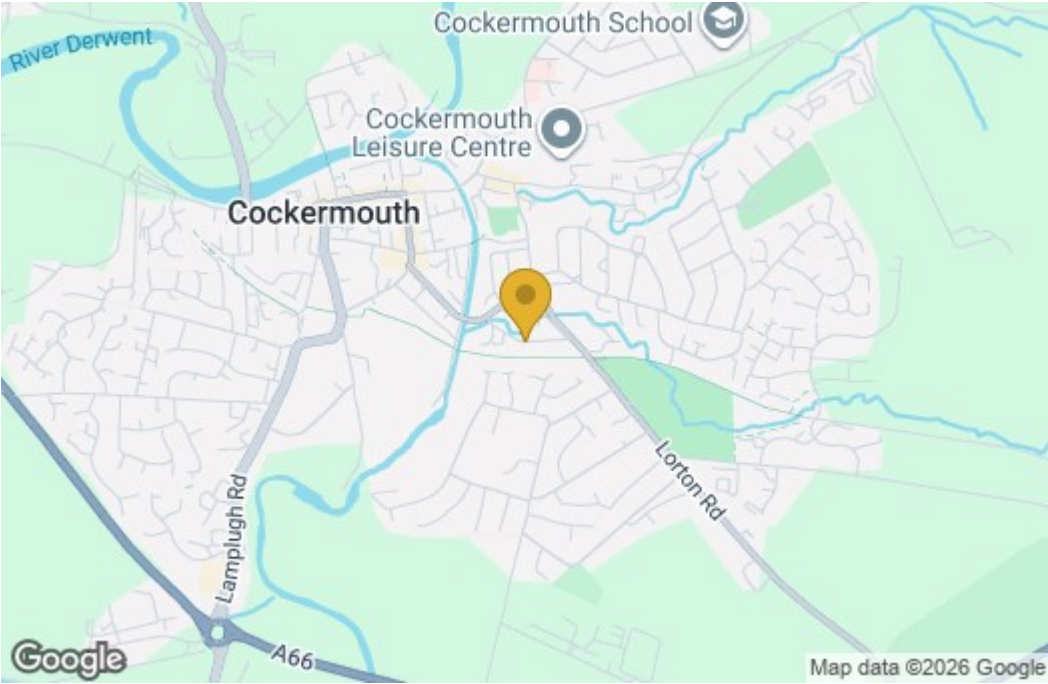 Cockermouth School
River Derwent
Cockermouth
Leisure Centre
Cockermouth
Lorton Rd
Lamplugh Rd
A66
Google
Map data ©2026 Google